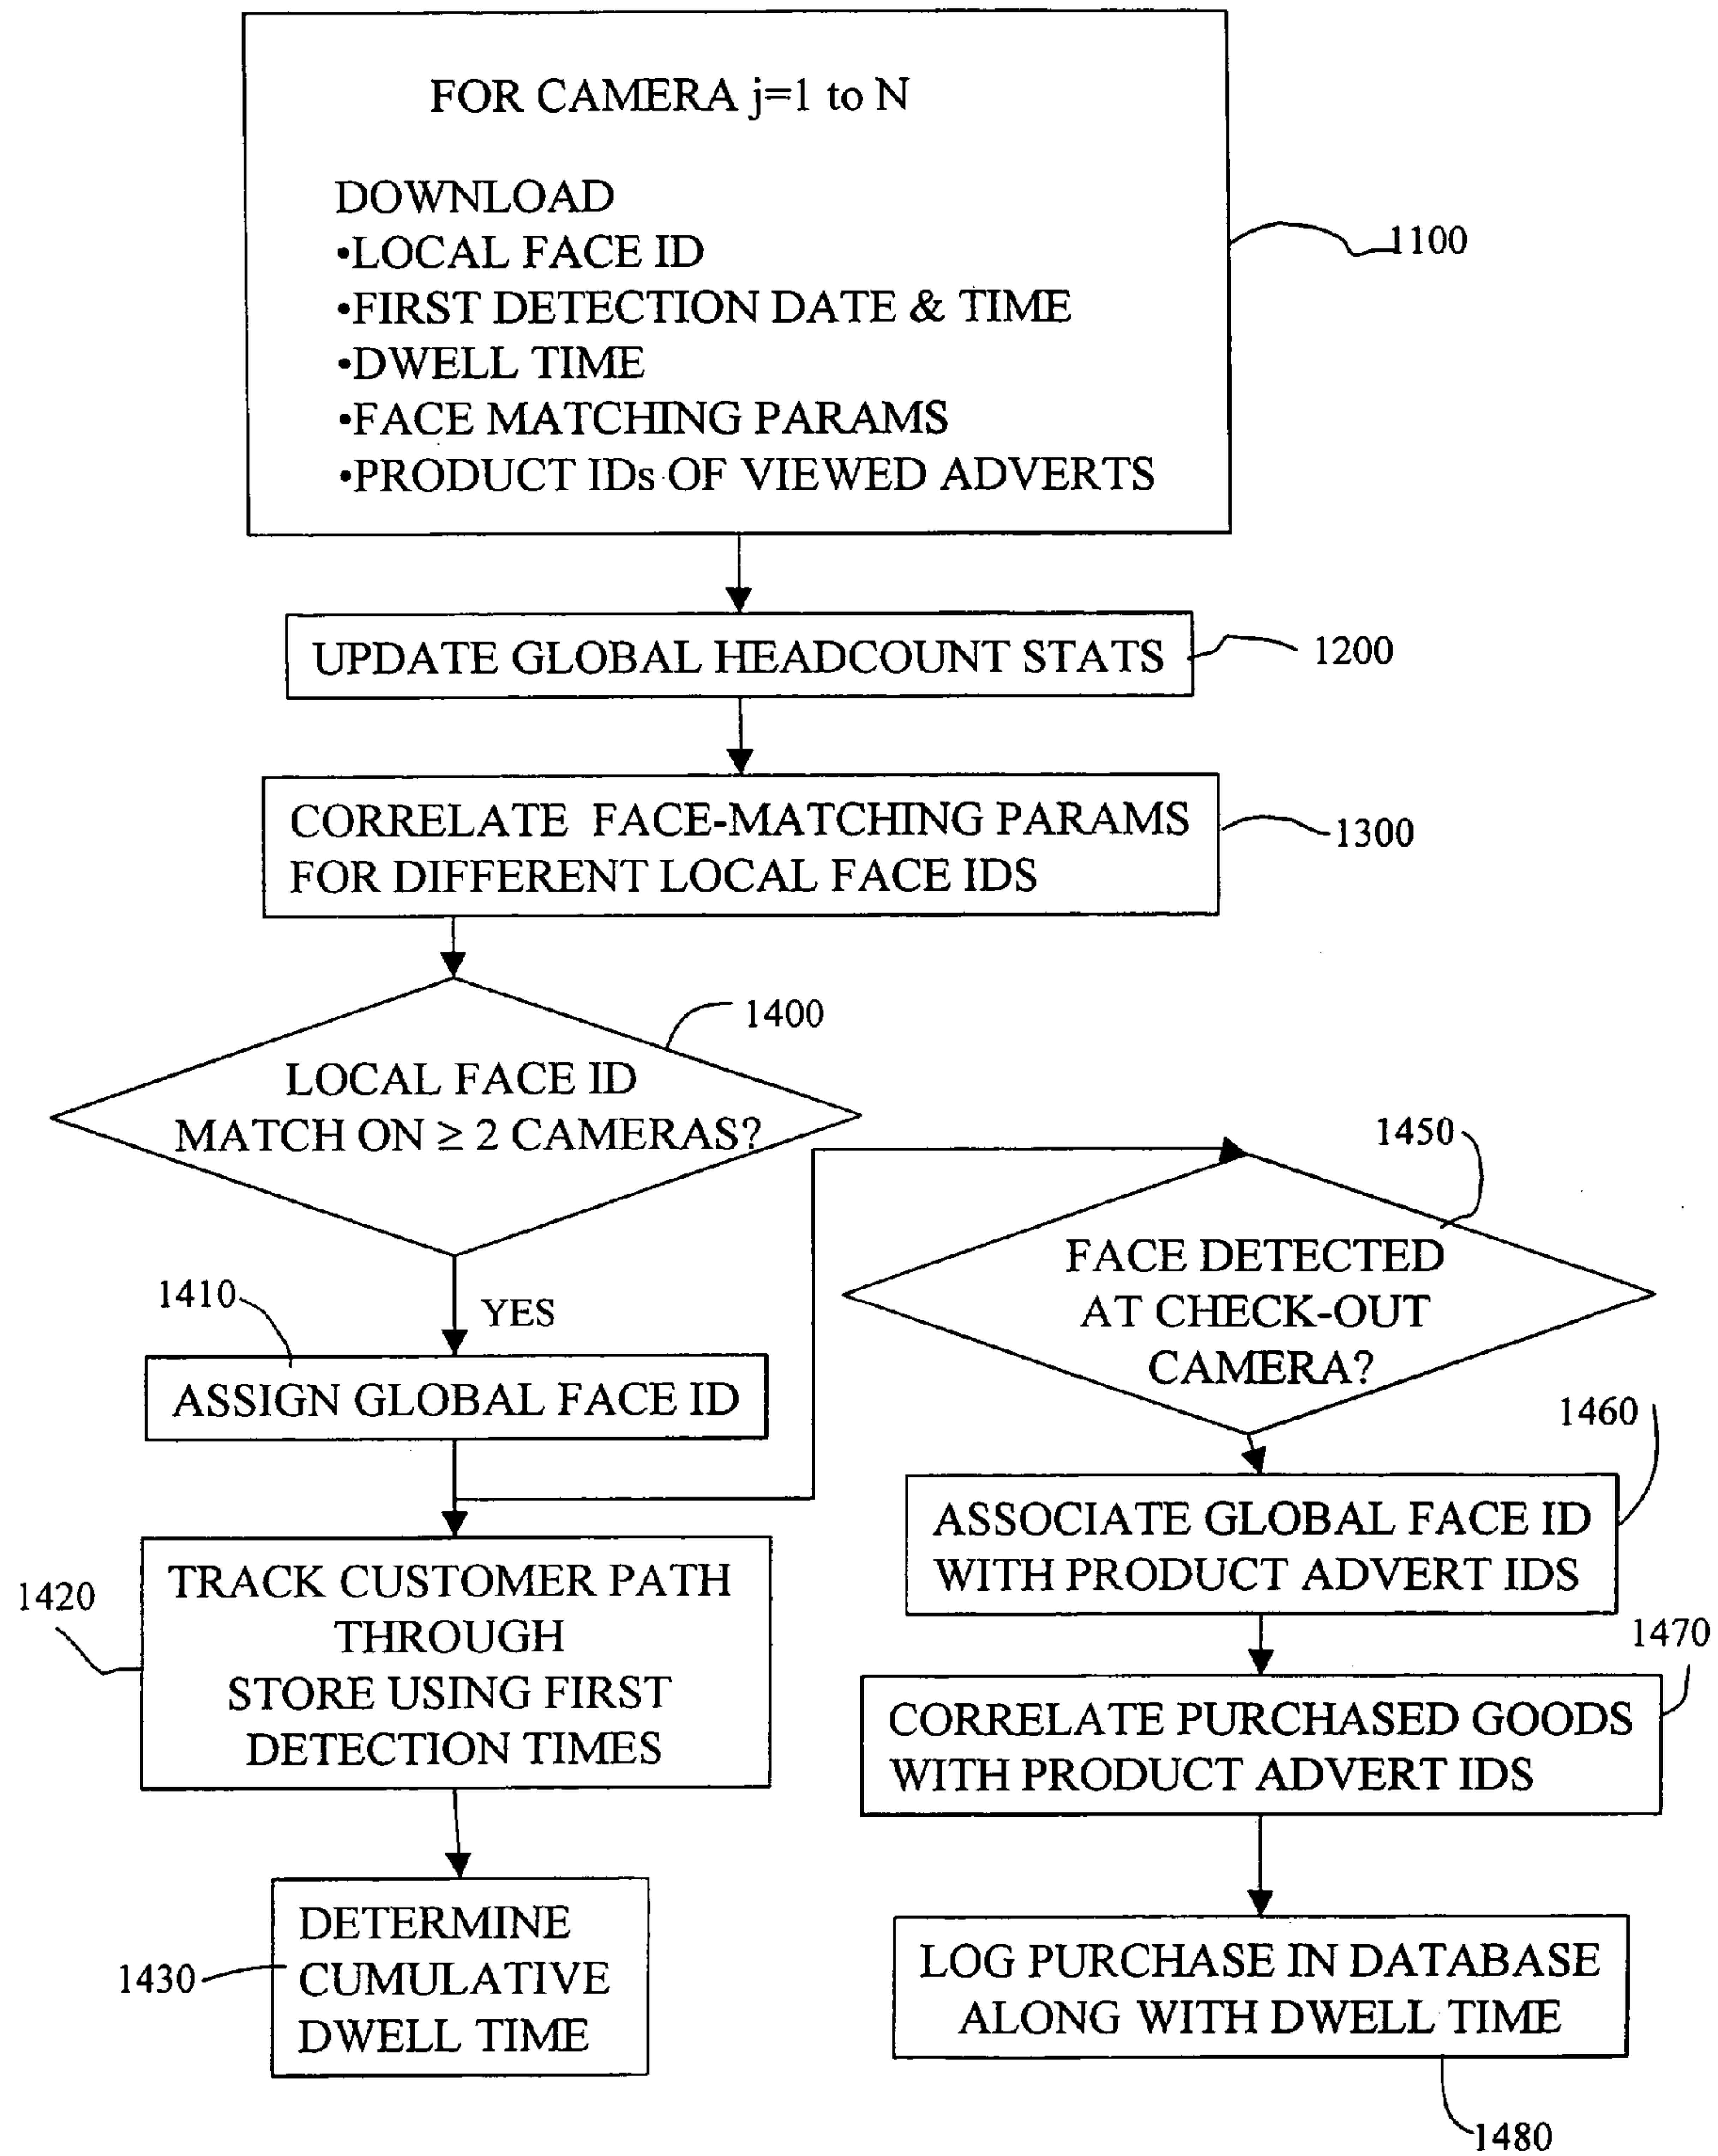 FOR CAMERA j=1 to N
DOWNLOAD
•LOCAL FACE ID
•FIRST DETECTION DATE & TIME
•DWELL TIME
•FACE MATCHING PARAMS
•PRODUCT IDs OF VIEWED ADVERTS
1100
UPDATE GLOBAL HEADCOUNT STATS
1200
CORRELATE FACE-MATCHING PARAMS
FOR DIFFERENT LOCAL FACE IDS
1300
1400
LOCAL FACE ID
MATCH ON ≥ 2 CAMERAS?
YES
1410
ASSIGN GLOBAL FACE ID
1420
TRACK CUSTOMER PATH
THROUGH
STORE USING FIRST
DETECTION TIMES
1430
DETERMINE
CUMULATIVE
DWELL TIME
1450
FACE DETECTED
AT CHECK-OUT
CAMERA?
1460
ASSOCIATE GLOBAL FACE ID
WITH PRODUCT ADVERT IDS
1470
CORRELATE PURCHASED GOODS
WITH PRODUCT ADVERT IDS
LOG PURCHASE IN DATABASE
ALONG WITH DWELL TIME
1480